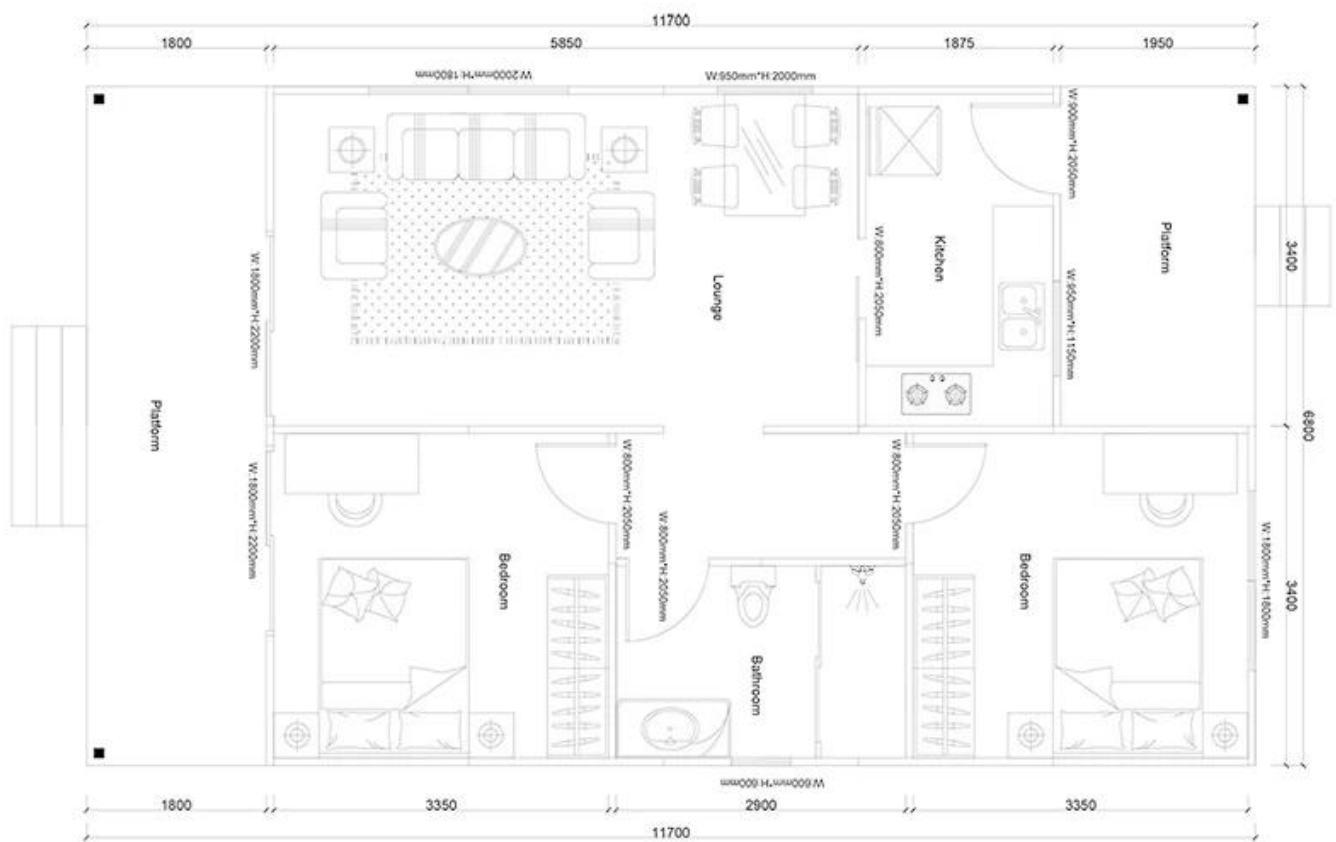 11700
1800
5850
1875
1950
W:2000mm*H:1800mm
W:950mm*H:2000mm
W:900mm*H:2050mm
Platform
3400
Kitchen
W:800mm*H:2050mm
W:950mm*H:1150mm
Lounge
W:1800mm*H:2200mm
Platform
6800
W:1800mm*H:2200mm
W:800mm*H:2050mm
W:800mm*H:2050mm
W:800mm*H:2050mm
Bedroom
Bathroom
Bedroom
W:1800mm*H:1800mm
3400
W:600mm*H:600mm
1800
3350
2900
3350
11700